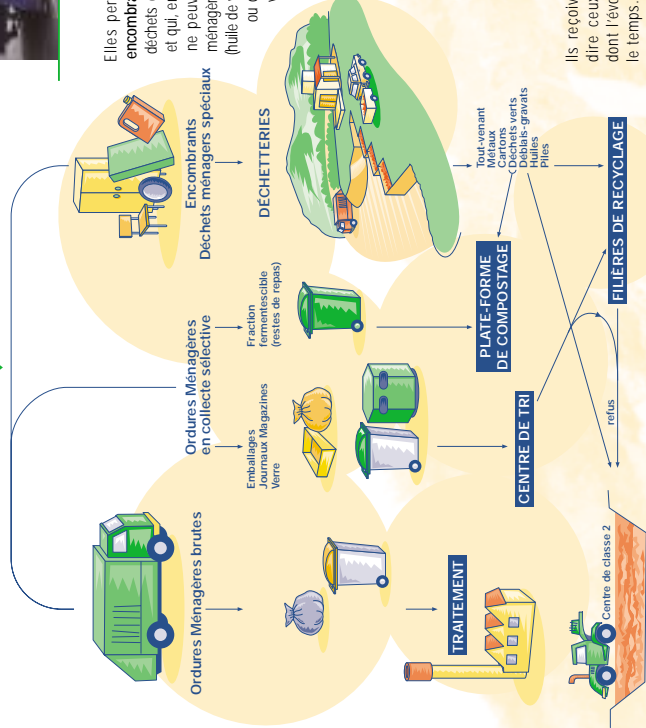 Ordures Ménagères brutes
TRAITEMENT
Ordures Ménagères
en collecte sélective
Emballages
Journaux Magazines
Verre
Fraction
fermentescible
(restes de repas)
CENTRE DE TRI
PLATE-FORME
DE COMPOSTAGE
Encombrants
Déchets ménagers spéciaux
DÉCHETTERIES
Tout-venant
Métaux
Cartons
Déchets verts
Déblais-gravats
Huiles
Piles
FILIÈRES DE RECYCLAGE
refus
Centre de classe 2
Elles per
encombra
déchets
et qui, en
ne peuv
ménagèr
(huile de
ou
Ils reçoiv
dire ceux
dont l'évo
le temps.